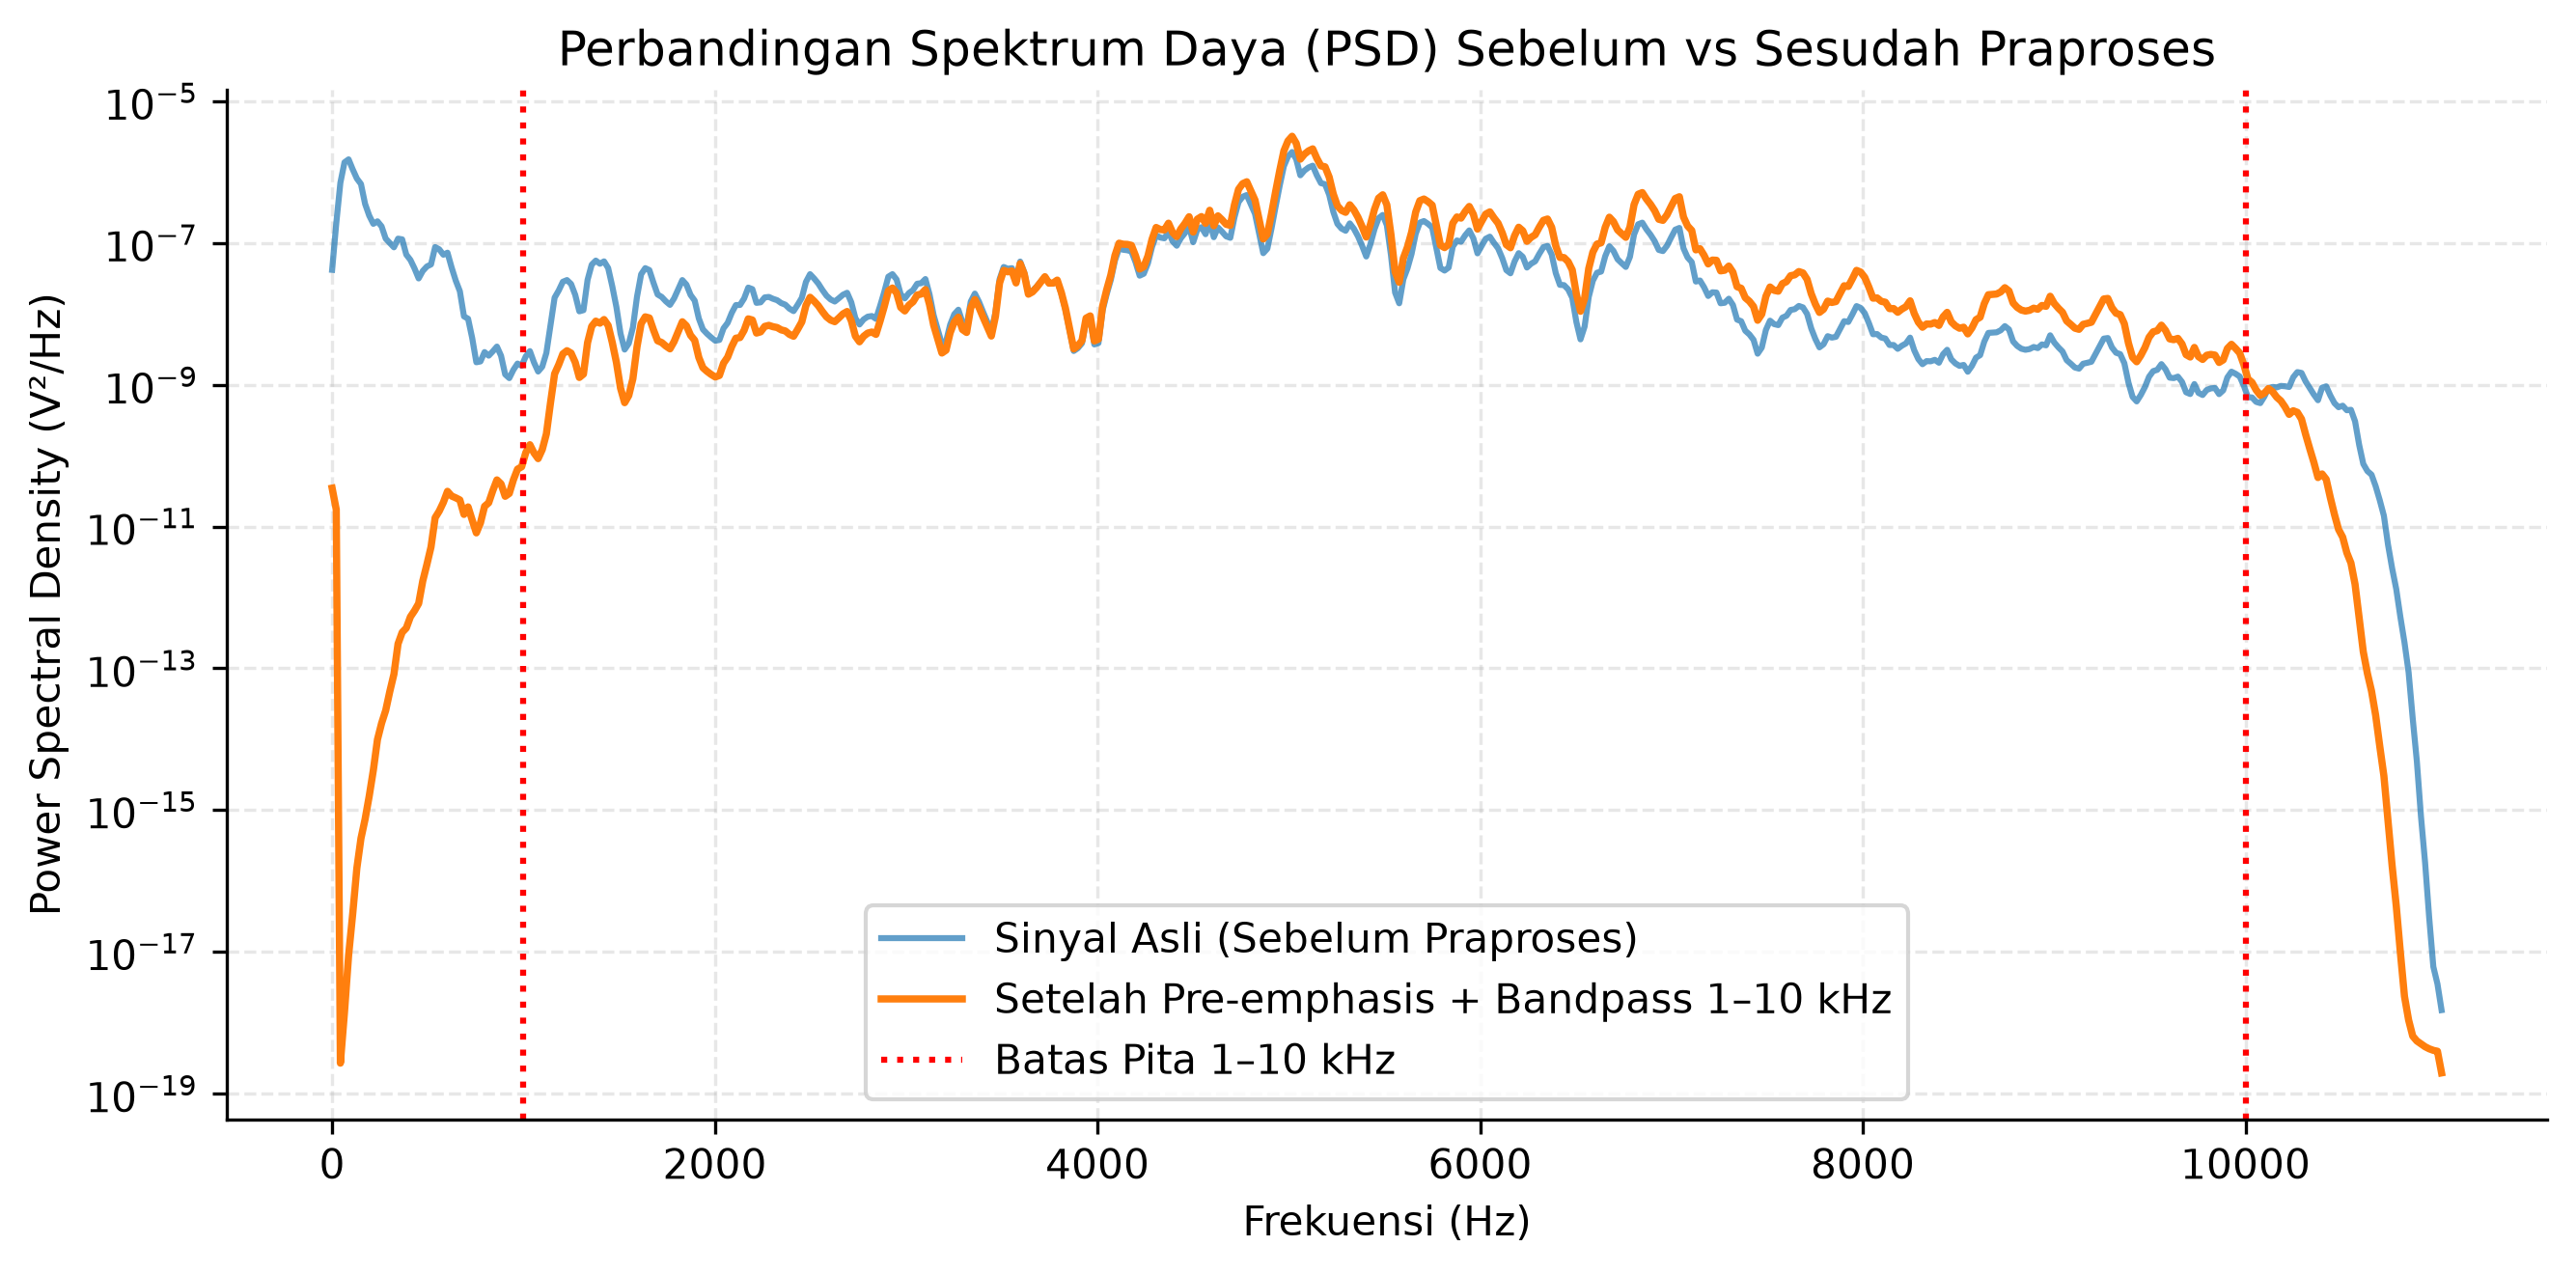 Perbandingan Spektrum Daya (PSD) Sebelum vs Sesudah Praproses
Power Spectral Density (V²/Hz)
10⁻⁵
10⁻⁷
10⁻⁹
10⁻¹¹
10⁻¹³
10⁻¹⁵
10⁻¹⁷
10⁻¹⁹
Sinyal Asli (Sebelum Praproses)
Setelah Pre-emphasis + Bandpass 1–10 kHz
Batas Pita 1–10 kHz
0 2000 4000 6000 8000 10000
Frekuensi (Hz)